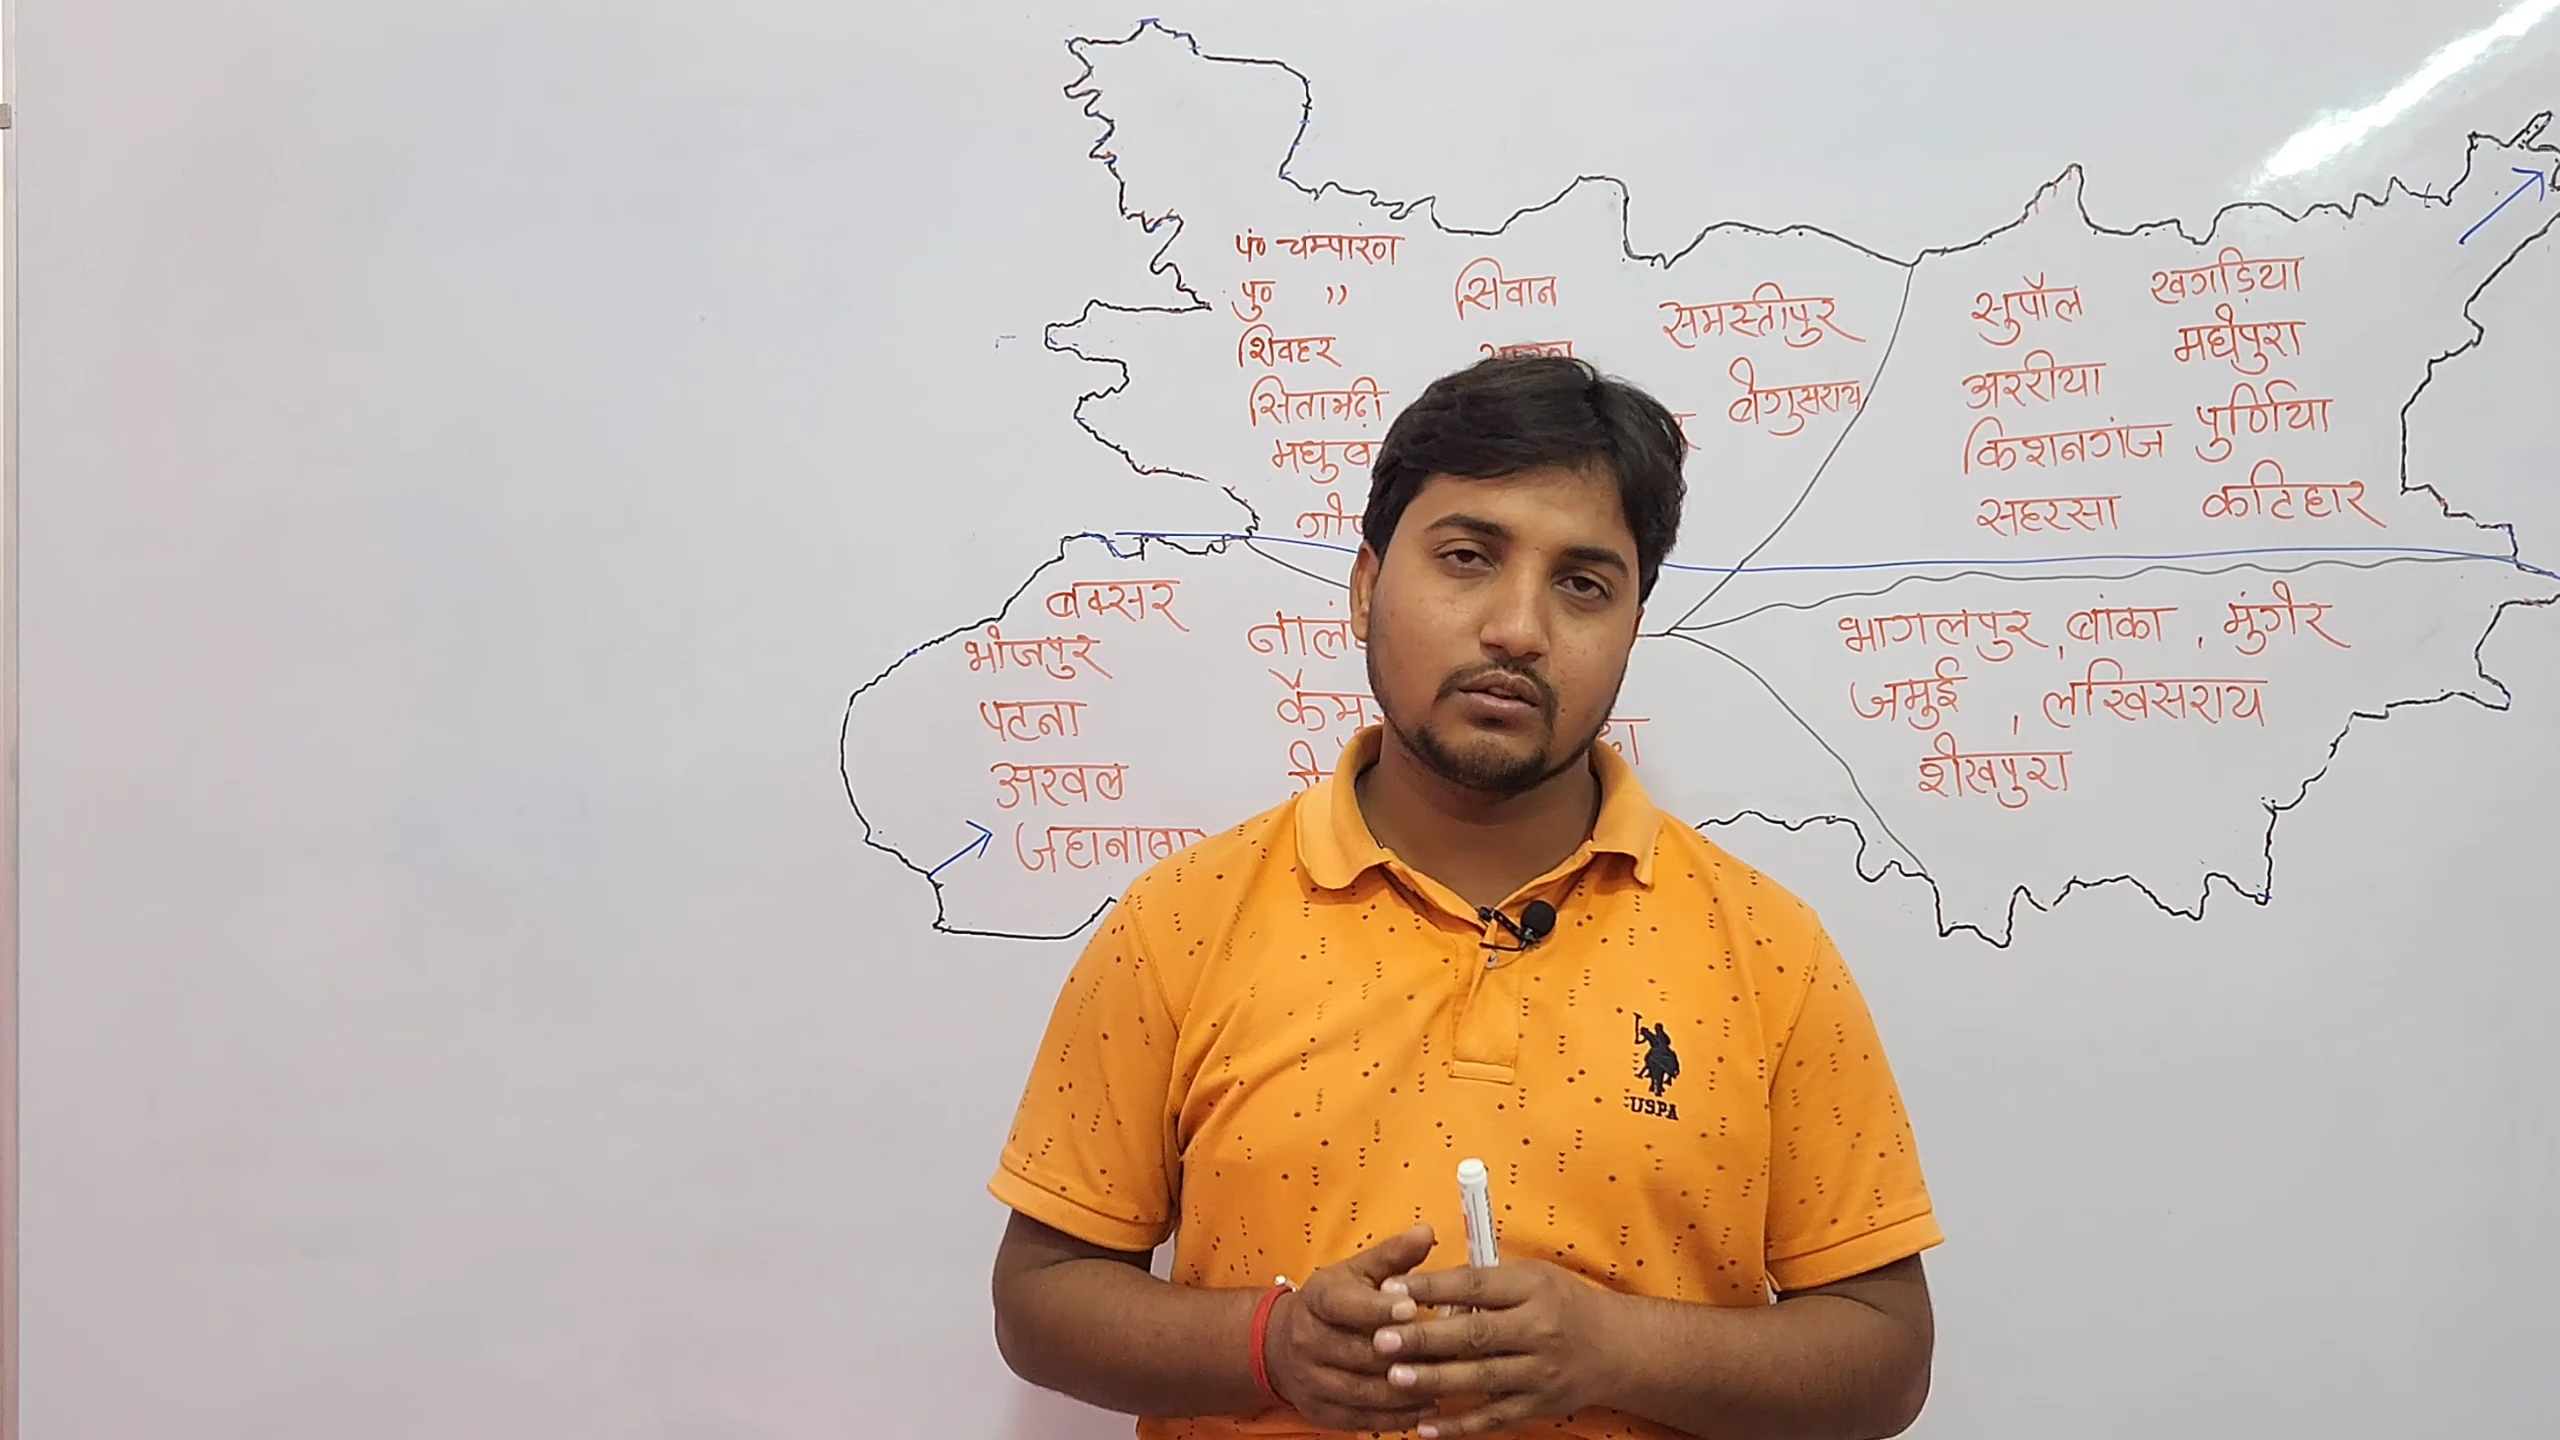 पं० चम्पारण
पु० ,,
शिवहर
सितामढ़ी
सिवान
समस्तीपुर
बेगुसराय
सुपौल खगड़िया
मधेपुरा
अररीया
किशनगंज पुर्णिया
सहरसा कटिहार
बक्सर
भोजपुर
पटना
अरवल
भागलपुर, बांका, मुंगेर
जमुई, लखिसराय
शेखपुरा
USPA